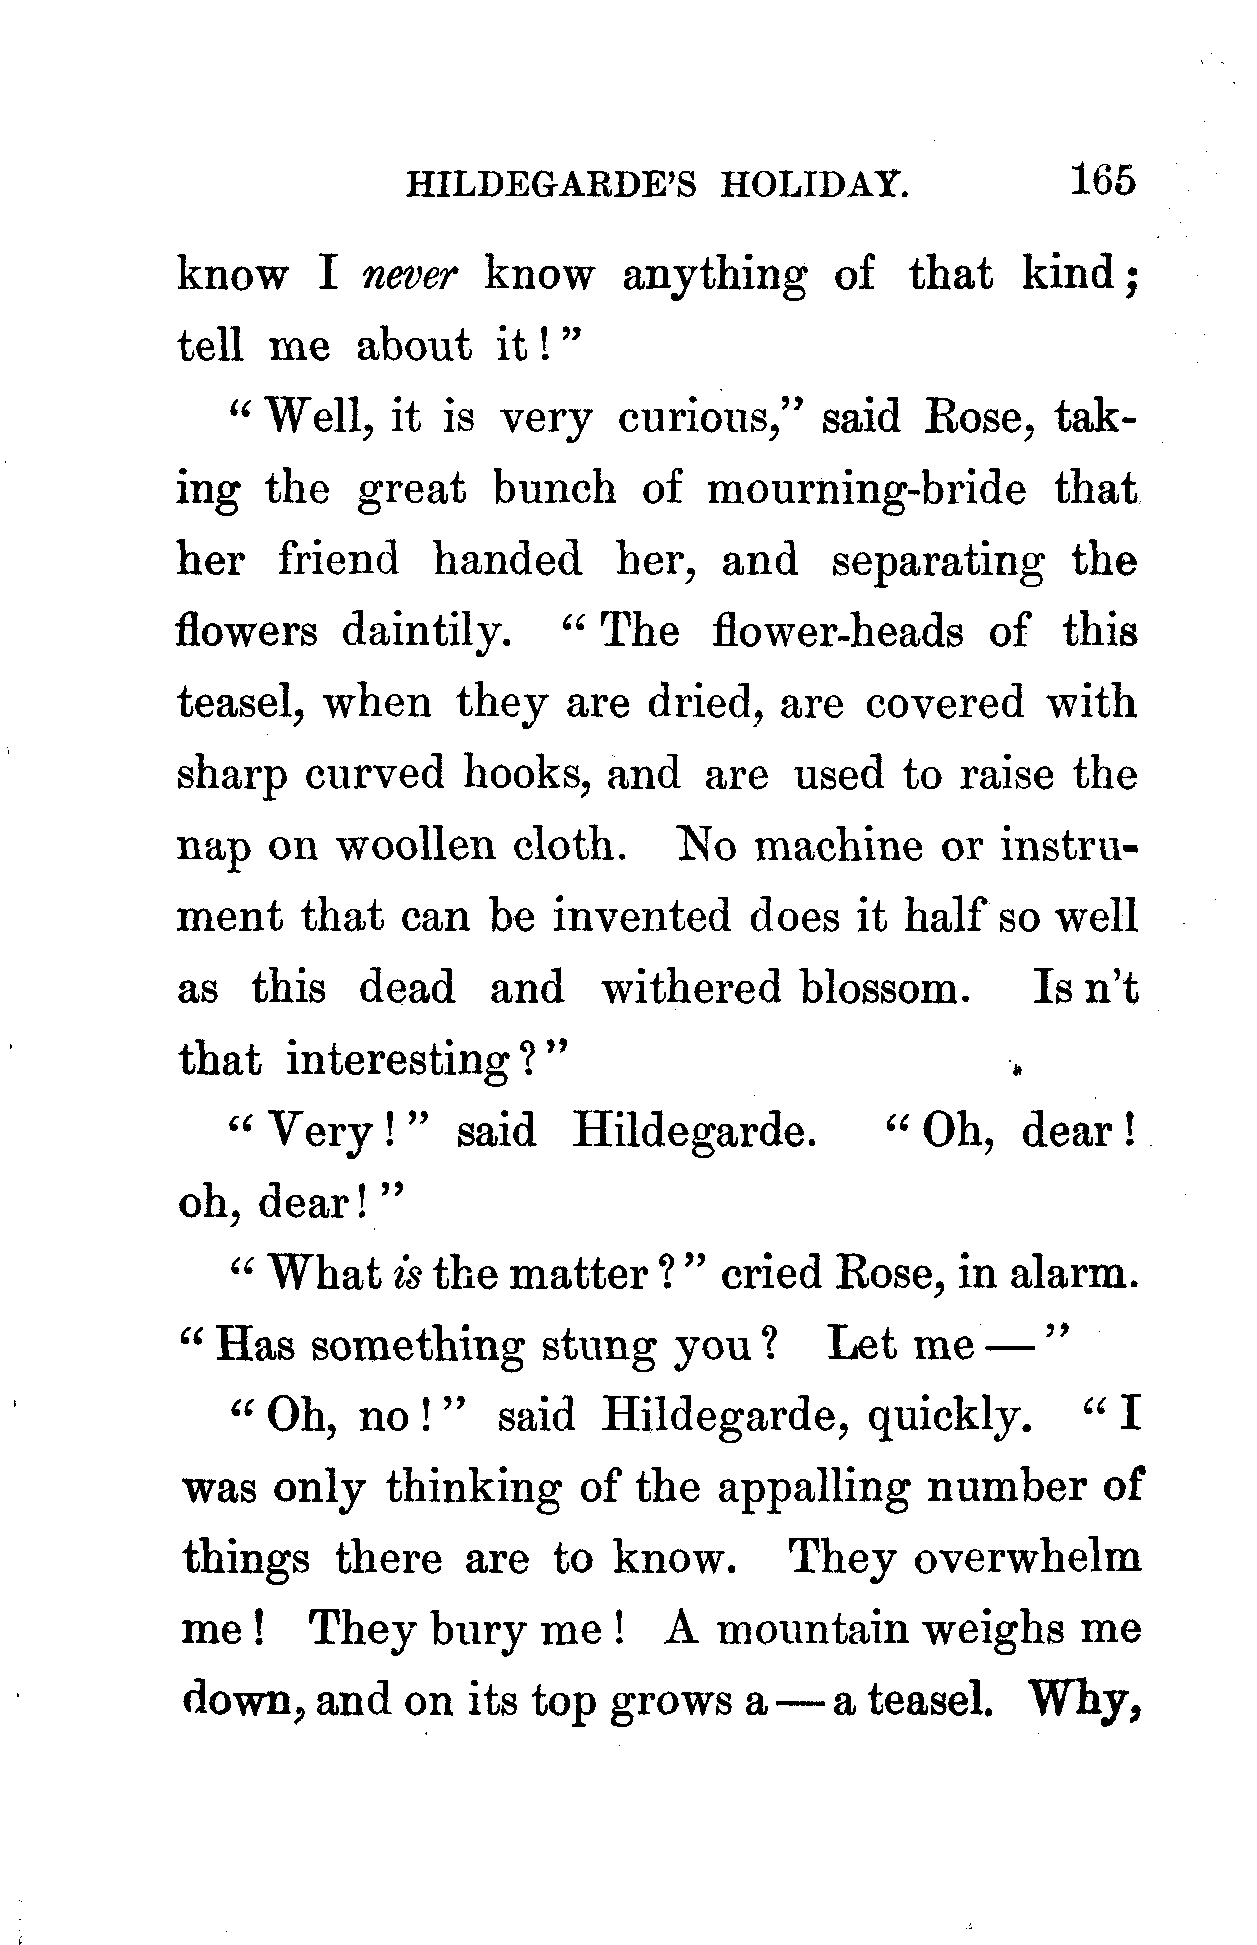 HILDEGARDE'S HOLIDAY. 165
know I never know anything of that kind;
tell me about it!"
"Well, it is very curious," said Rose, tak-
ing the great bunch of mourning-bride that
her friend handed her, and separating the
flowers daintily. "The flower-heads of this
teasel, when they are dried, are covered with
sharp curved hooks, and are used to raise the
nap on woollen cloth. No machine or instru-
ment that can be invented does it half so well
as this dead and withered blossom. Is n't
that interesting?"
"Very!" said Hildegarde. "Oh, dear!
oh, dear!"
"What is the matter?" cried Rose, in alarm.
"Has something stung you? Let me—"
"Oh, no!" said Hildegarde, quickly. "I
was only thinking of the appalling number of
things there are to know. They overwhelm
me! They bury me! A mountain weighs me
down, and on its top grows a—a teasel. Why,